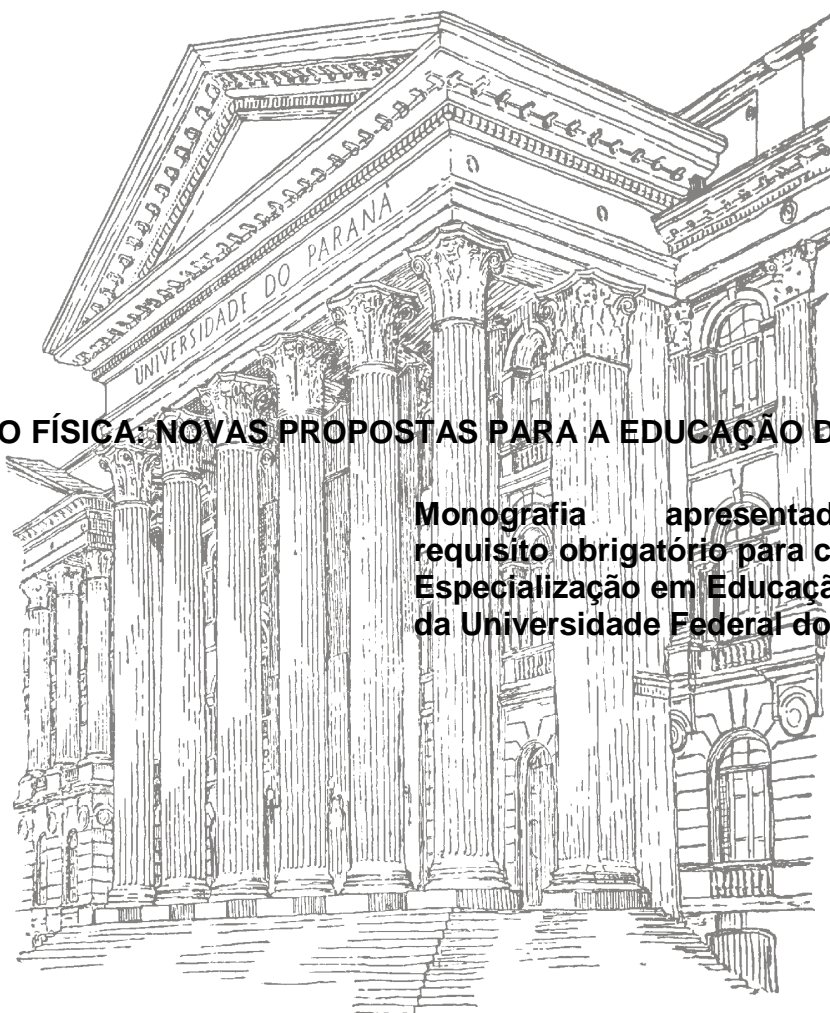 UNIVERSIDADE DO PARANÁ
O FÍSICA: NOVAS PROPOSTAS PARA A EDUCAÇÃO D
Monografia apresentad
requisito obrigatório para c
Especialização em Educaçã
da Universidade Federal do